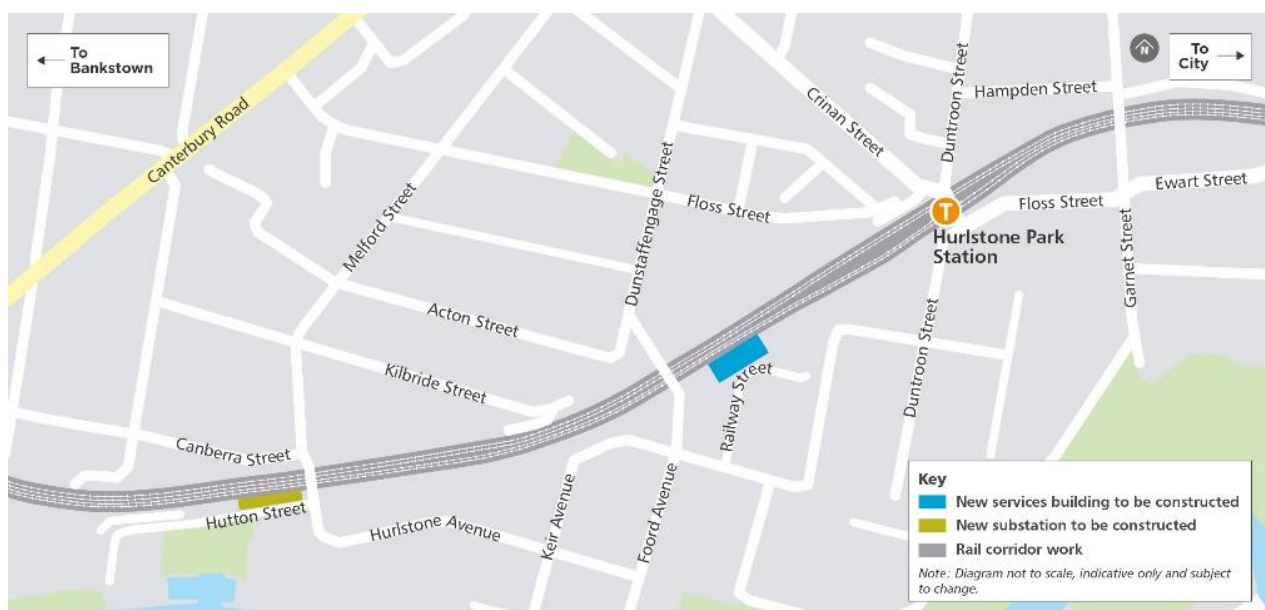 To
Bankstown
N
To
City
Hampden Street
Duntroon Street
Crinan Street
Canterbury Road
Ewart Street
Melford Street
Dunstaffengage Street
Floss Street
Floss Street
T
Hurlstone Park
Station
Garnet Street
Acton Street
Kilbride Street
Railway Street
Duntroon Street
Canberra Street
Hutton Street
Hurlstone Avenue
Keir Avenue
Foord Avenue
Key
New services building to be constructed
New substation to be constructed
Rail corridor work
Note: Diagram not to scale, indicative only and subject
to change.